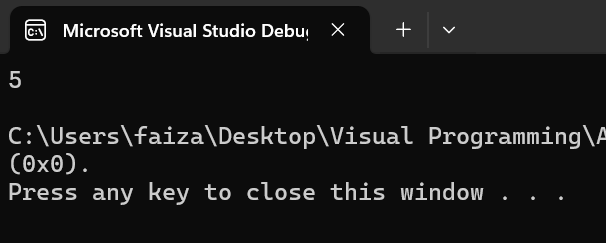 Microsoft Visual Studio Debu
5
C:\Users\faiza\Desktop\Visual Programming\A
(0x0).
Press any key to close this window . . .